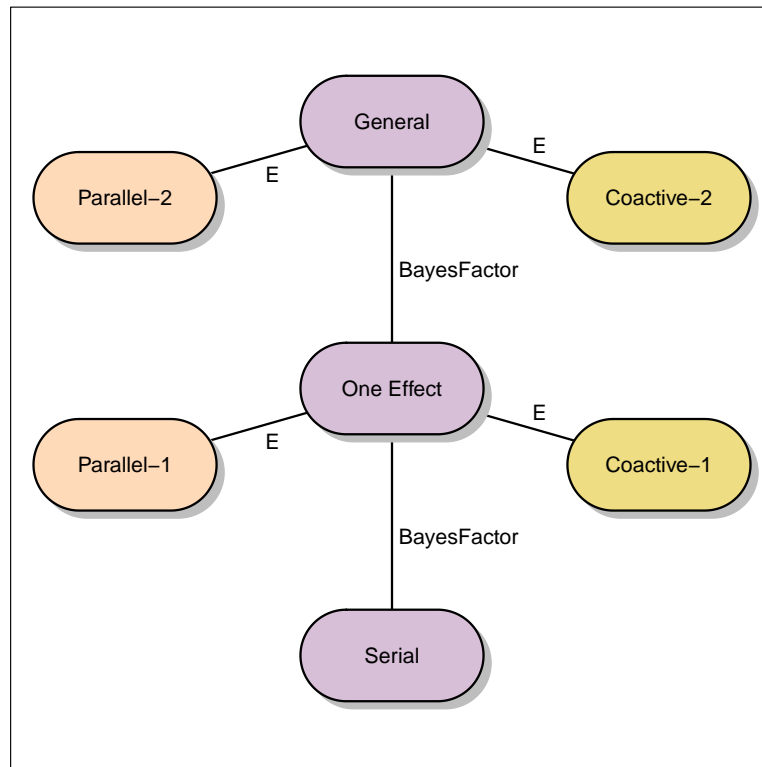 General
E
E
Parallel−2
Coactive−2
BayesFactor
One Effect
E
E
Parallel−1
Coactive−1
BayesFactor
Serial